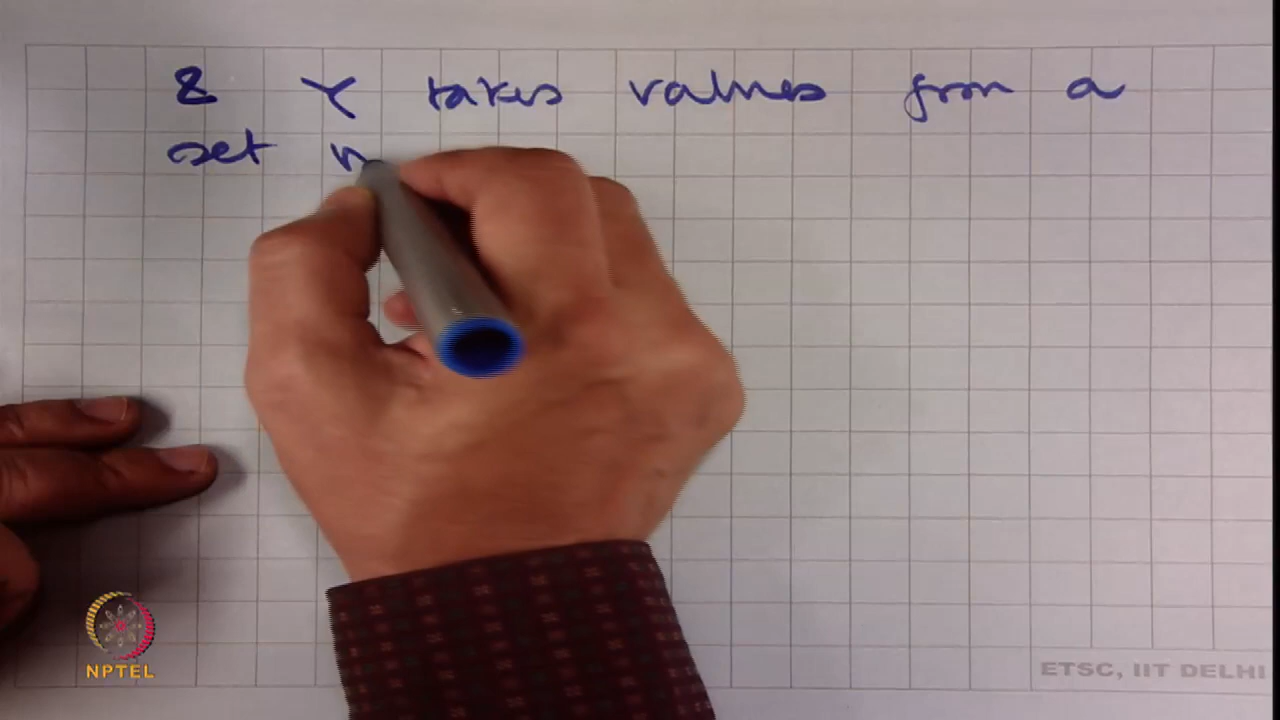 & Y takes values from a
set
NPTEL
ETSC, IIT DELHI